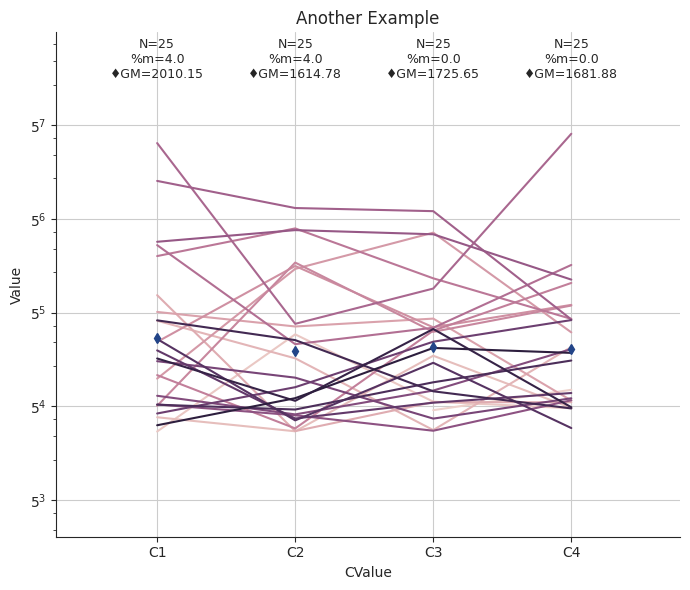 Another Example
N=25 N=25 N=25 N=25
%m=4.0 %m=4.0 %m=0.0 %m=0.0
♦GM=2010.15 ♦GM=1614.78 ♦GM=1725.65 ♦GM=1681.88
5⁷
5⁶
5⁵
5⁴
5³
Value
C1 C2 C3 C4
CValue